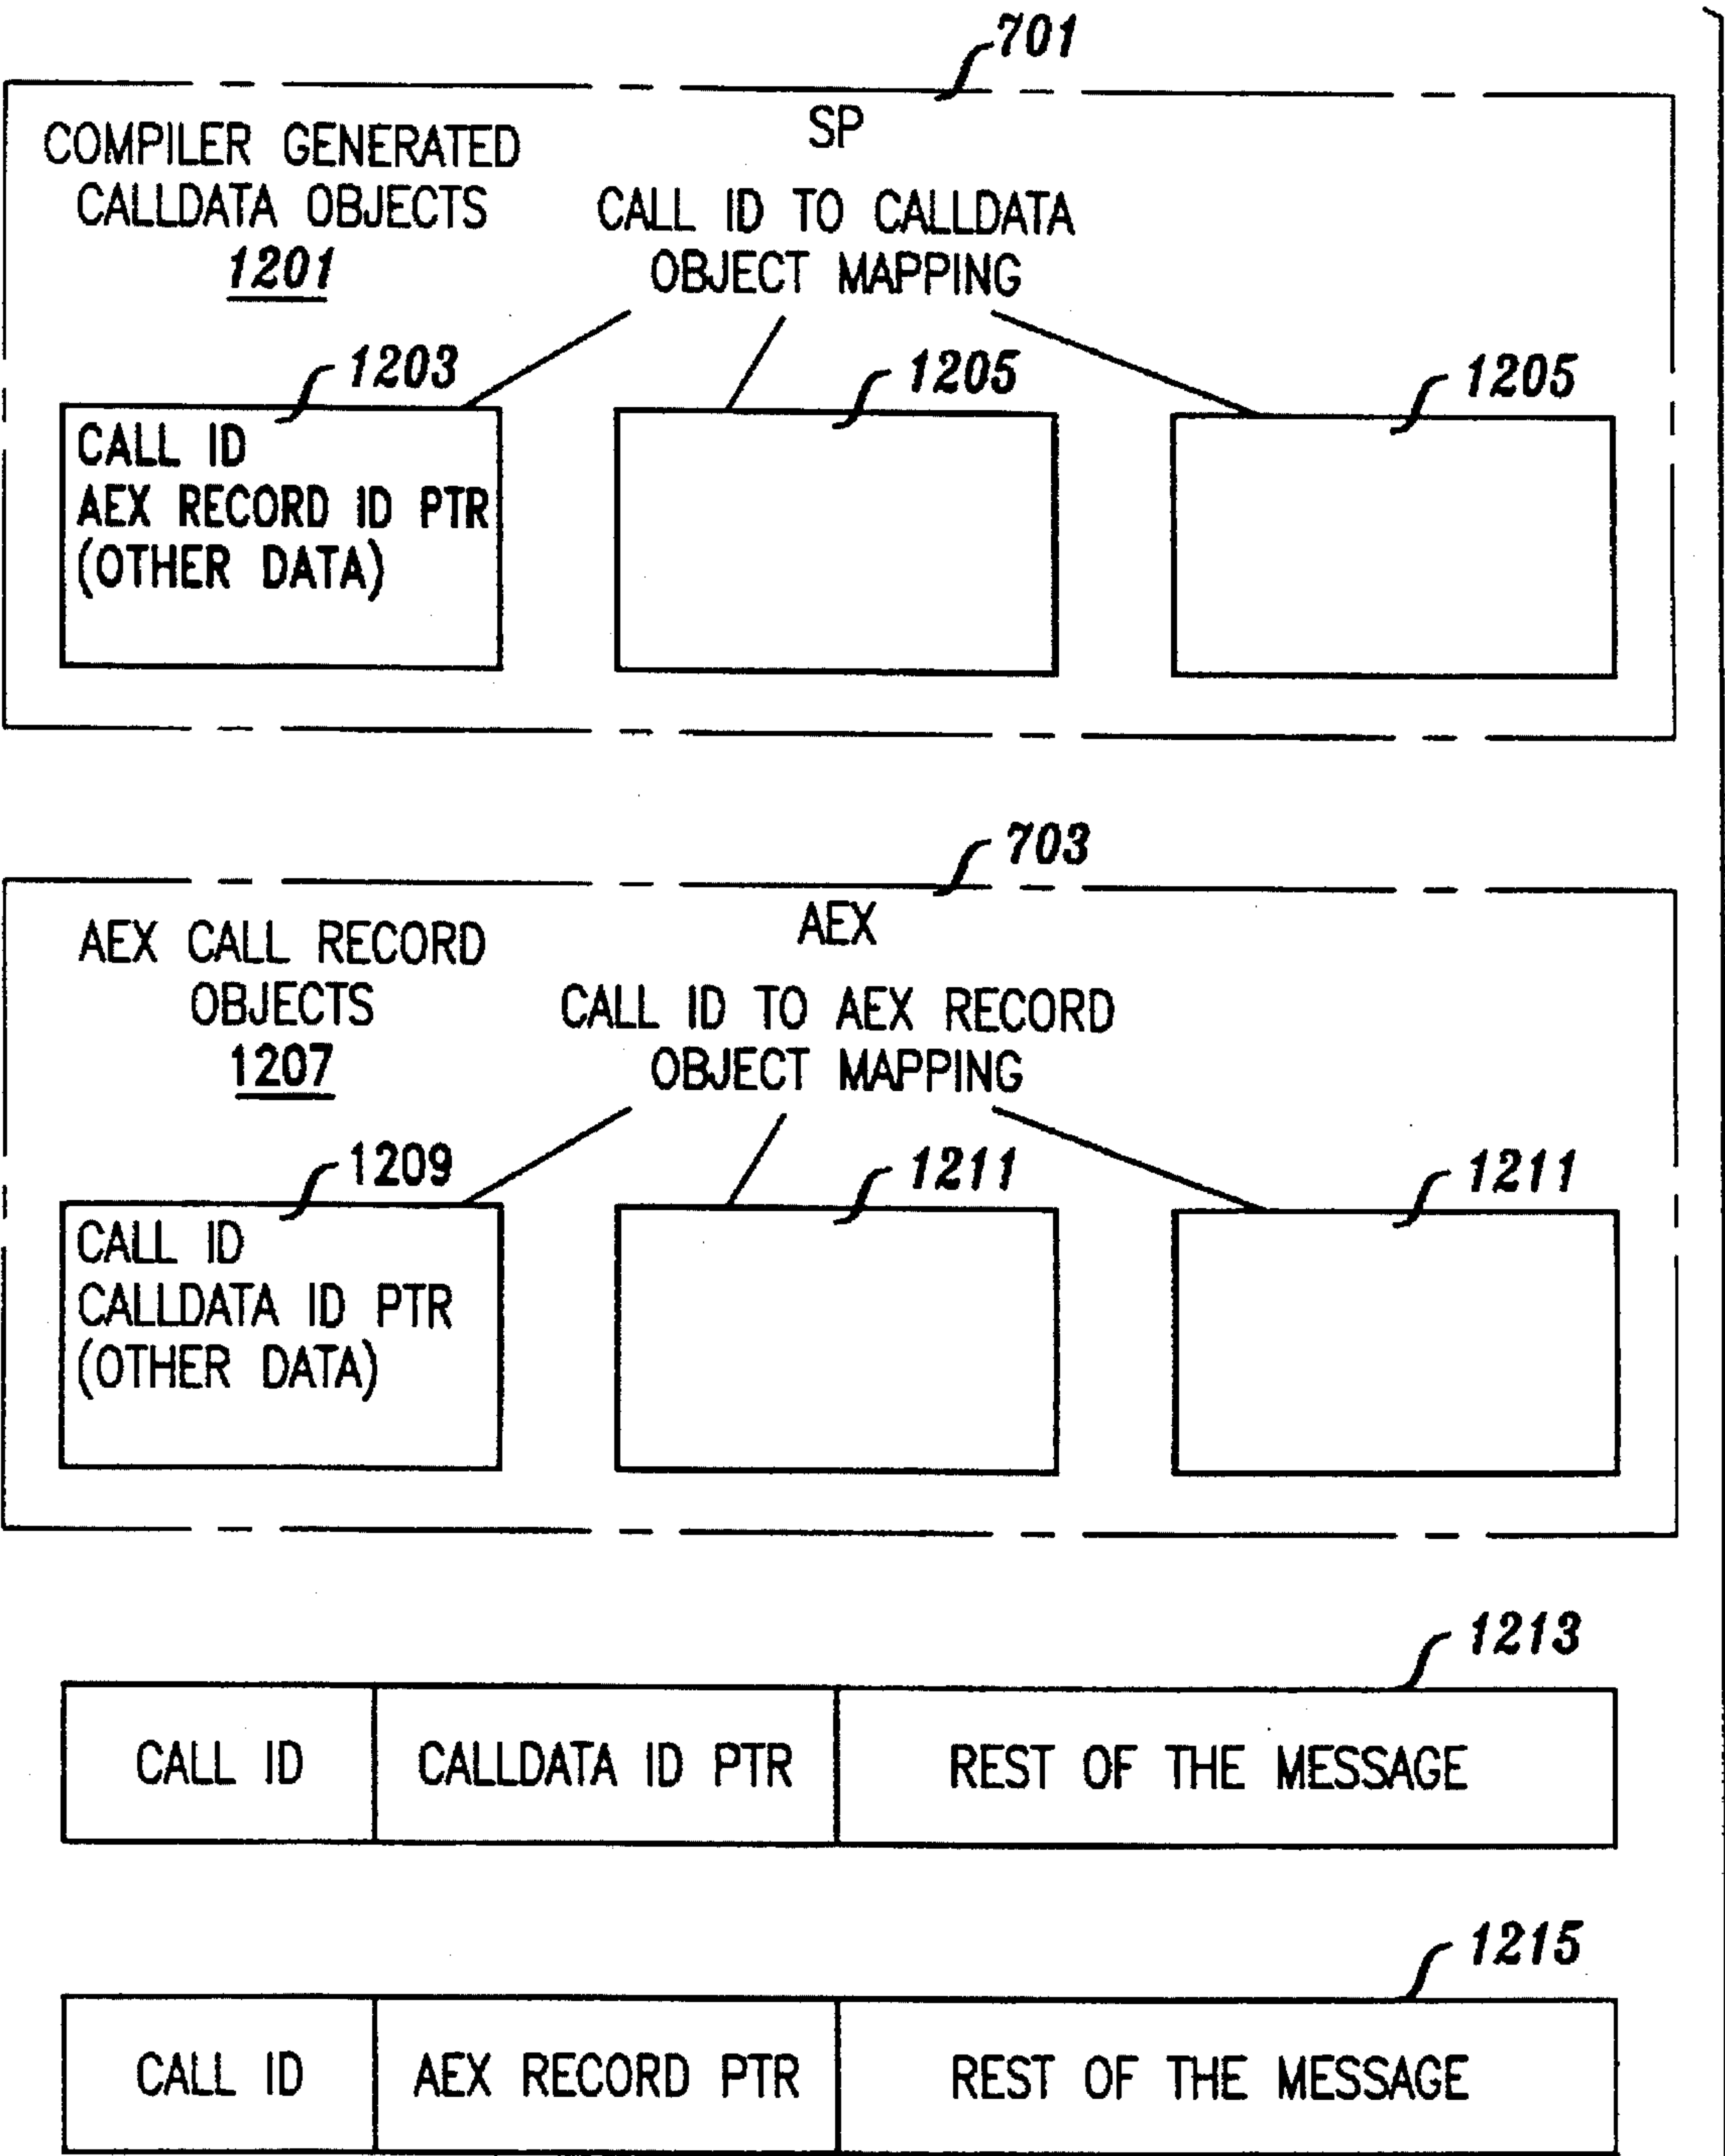 701
SP
COMPILER GENERATED
CALLDATA OBJECTS
1201
CALL ID TO CALLDATA
OBJECT MAPPING
1203
1205
1205
CALL ID
AEX RECORD ID PTR
(OTHER DATA)
703
AEX
AEX CALL RECORD
OBJECTS
1207
CALL ID TO AEX RECORD
OBJECT MAPPING
1209
1211
1211
CALL ID
CALLDATA ID PTR
(OTHER DATA)
1213
CALL ID CALLDATA ID PTR REST OF THE MESSAGE
1215
CALL ID AEX RECORD PTR REST OF THE MESSAGE